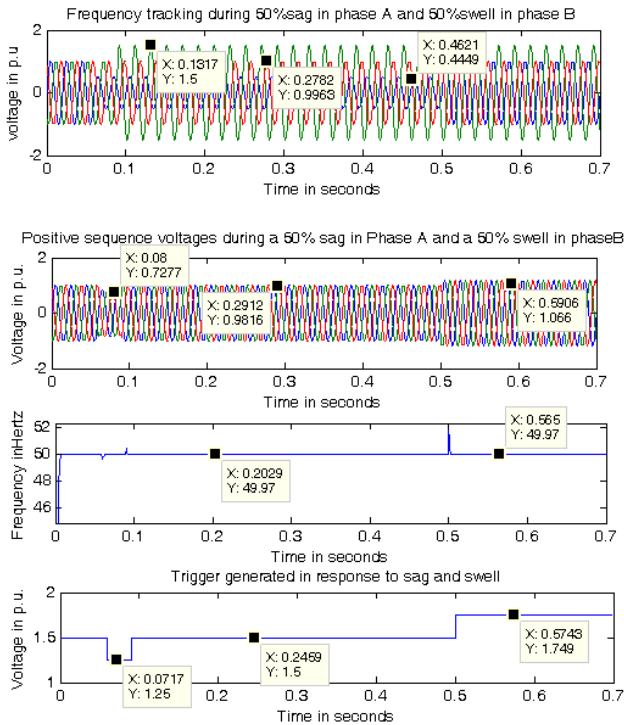 Frequency tracking during 50%sag in phase A and 50%swell in phase B
voltage in p.u
2
0
-2
X: 0.1317
Y: 1.5
X: 0.2782
Y: 0.9963
X: 0.4621
Y: 0.4449
0 0.1 0.2 0.3 0.4 0.5 0.6 0.7
Time in seconds
Positive sequence voltages during a 50% sag in Phase A and a 50% swell in phaseB
Voltage in p.u.
2
0
-2
X: 0.08
Y: 0.7277
X: 0.2912
Y: 0.9816
X: 0.5906
Y: 1.066
0 0.1 0.2 0.3 0.4 0.5 0.6 0.7
Time in seconds
Frequency inHertz
52
50
48
46
X: 0.2029
Y: 49.97
X: 0.565
Y: 49.97
0 0.1 0.2 0.3 0.4 0.5 0.6 0.7
Time in seconds
Trigger generated in response to sag and swell
Voltage in p.u.
2
1.5
1
X: 0.0717
Y: 1.25
X: 0.2459
Y: 1.5
X: 0.5743
Y: 1.749
0 0.1 0.2 0.3 0.4 0.5 0.6 0.7
Time in seconds